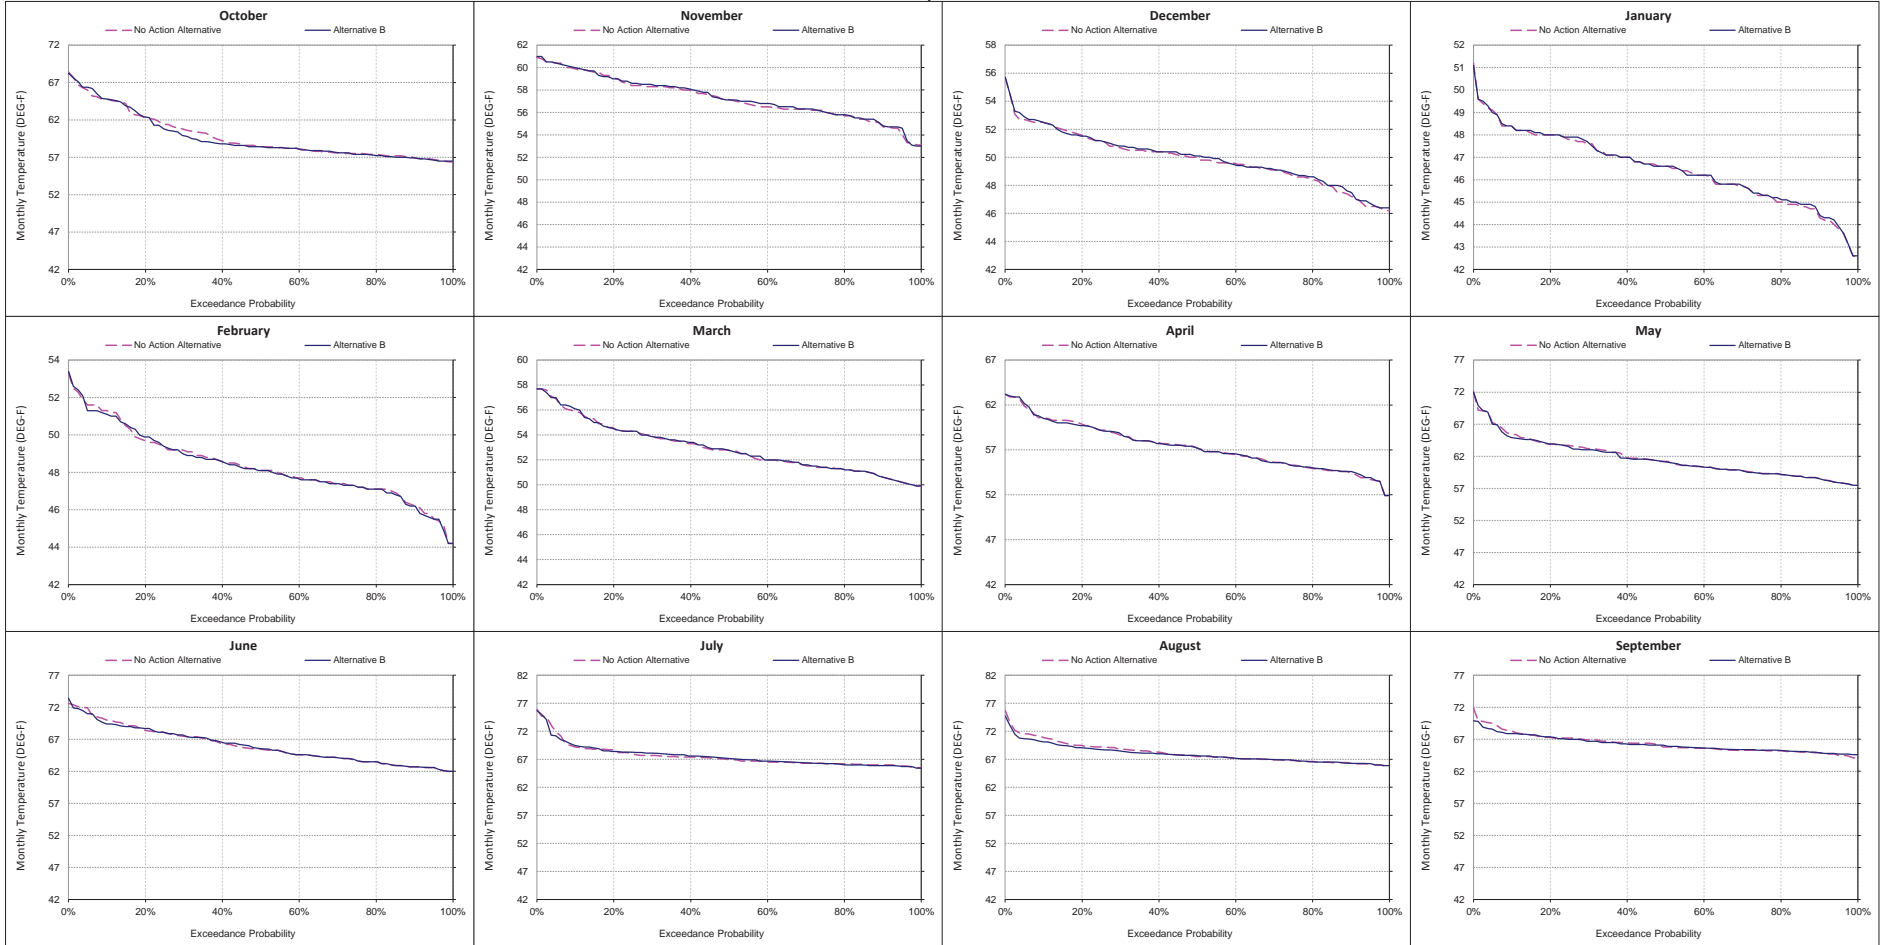 October
No Action Alternative Alternative B
Monthly Temperature (DEG-F)
72
67
62
57
52
47
42
0% 20% 40% 60% 80% 100%
Exceedance Probability
November
No Action Alternative Alternative B
Monthly Temperature (DEG-F)
62
60
58
56
54
52
50
48
46
44
42
0% 20% 40% 60% 80% 100%
Exceedance Probability
December
No Action Alternative Alternative B
Monthly Temperature (DEG-F)
58
56
54
52
50
48
46
44
42
0% 20% 40% 60% 80% 100%
Exceedance Probability
January
No Action Alternative Alternative B
Monthly Temperature (DEG-F)
52
51
50
49
48
47
46
45
44
43
42
0% 20% 40% 60% 80% 100%
Exceedance Probability
February
No Action Alternative Alternative B
Monthly Temperature (DEG-F)
54
52
50
48
46
44
42
0% 20% 40% 60% 80% 100%
Exceedance Probability
March
No Action Alternative Alternative B
Monthly Temperature (DEG-F)
60
58
56
54
52
50
48
46
44
42
0% 20% 40% 60% 80% 100%
Exceedance Probability
April
No Action Alternative Alternative B
Monthly Temperature (DEG-F)
67
62
57
52
47
42
0% 20% 40% 60% 80% 100%
Exceedance Probability
May
No Action Alternative Alternative B
Monthly Temperature (DEG-F)
77
72
67
62
57
52
47
42
0% 20% 40% 60% 80% 100%
Exceedance Probability
June
No Action Alternative Alternative B
Monthly Temperature (DEG-F)
77
72
67
62
57
52
47
42
0% 20% 40% 60% 80% 100%
Exceedance Probability
July
No Action Alternative Alternative B
Monthly Temperature (DEG-F)
82
77
72
67
62
57
52
47
42
0% 20% 40% 60% 80% 100%
Exceedance Probability
August
No Action Alternative Alternative B
Monthly Temperature (DEG-F)
82
77
72
67
62
57
52
47
42
0% 20% 40% 60% 80% 100%
Exceedance Probability
September
No Action Alternative Alternative B
Monthly Temperature (DEG-F)
77
72
67
62
57
52
47
42
0% 20% 40% 60% 80% 100%
Exceedance Probability